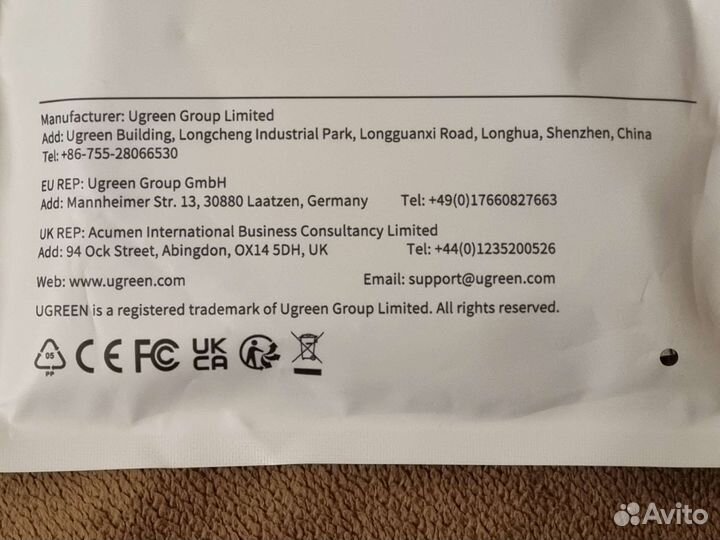 Manufacturer: Ugreen Group Limited
Add: Ugreen Building, Longcheng Industrial Park, Longguanxi Road, Longhua, Shenzhen, China
Tel: +86-755-28066530
EU REP: Ugreen Group GmbH
Add: Mannheimer Str. 13, 30880 Laatzen, Germany Tel: +49(0)17660827663
UK REP: Acumen International Business Consultancy Limited
Add: 94 Ock Street, Abingdon, OX14 5DH, UK Tel: +44(0)1235200526
Web: www.ugreen.com Email: support@ugreen.com
UGREEN is a registered trademark of Ugreen Group Limited. All rights reserved.
05 CE FC UK
PP CA
Avito